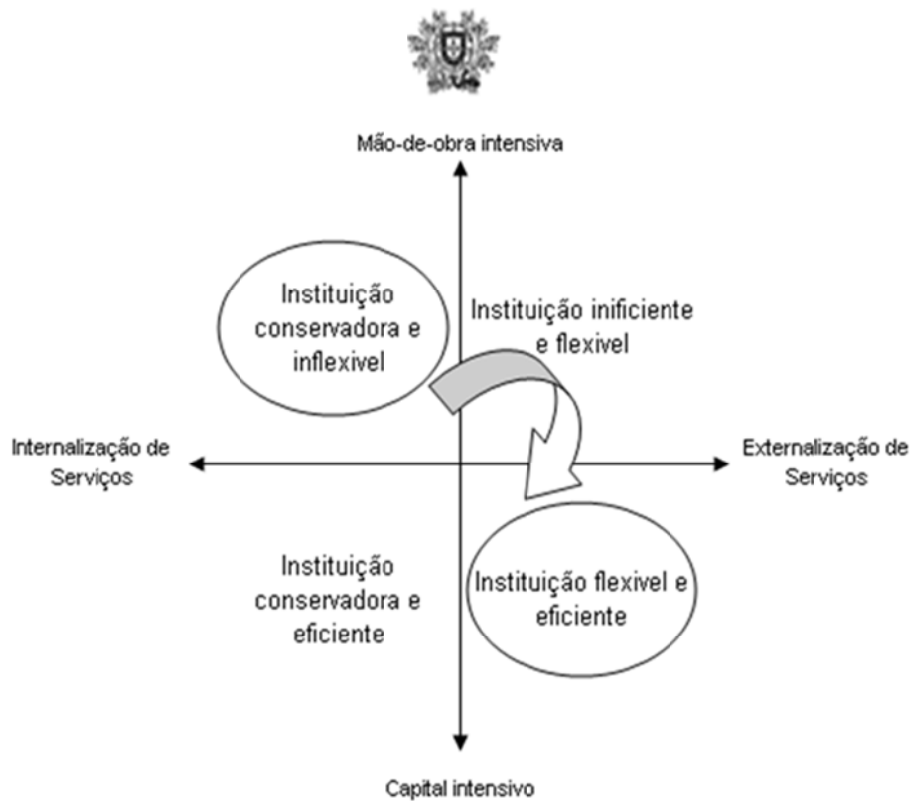 Mão-de-obra intensiva
Instituição
conservadora e
inflexivel
Instituição inificiente
e flexivel
Internalização de
Serviços
Externalização de
Serviços
Instituição
conservadora e
eficiente
Instituição flexivel e
eficiente
Capital intensivo